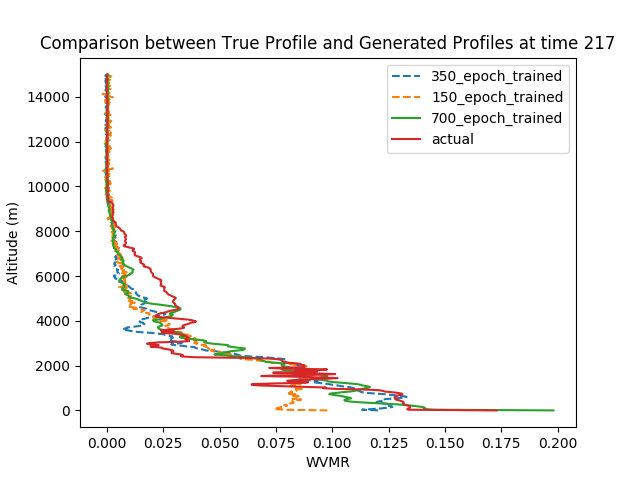 Comparison between True Profile and Generated Profiles at time 217
350_epoch_trained
150_epoch_trained
700_epoch_trained
actual
Altitude (m)
14000
12000
10000
8000
6000
4000
2000
0
0.000 0.025 0.050 0.075 0.100 0.125 0.150 0.175 0.200
WVMR